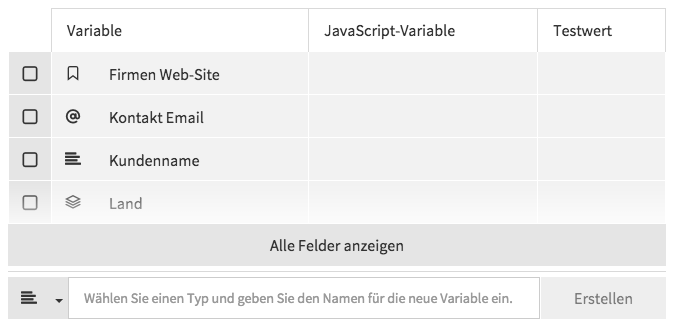 Variable JavaScript-Variable Testwert
Firmen Web-Site
Kontakt Email
Kundenname
Land
Alle Felder anzeigen
Wählen Sie einen Typ und geben Sie den Namen für die neue Variable ein. Erstellen